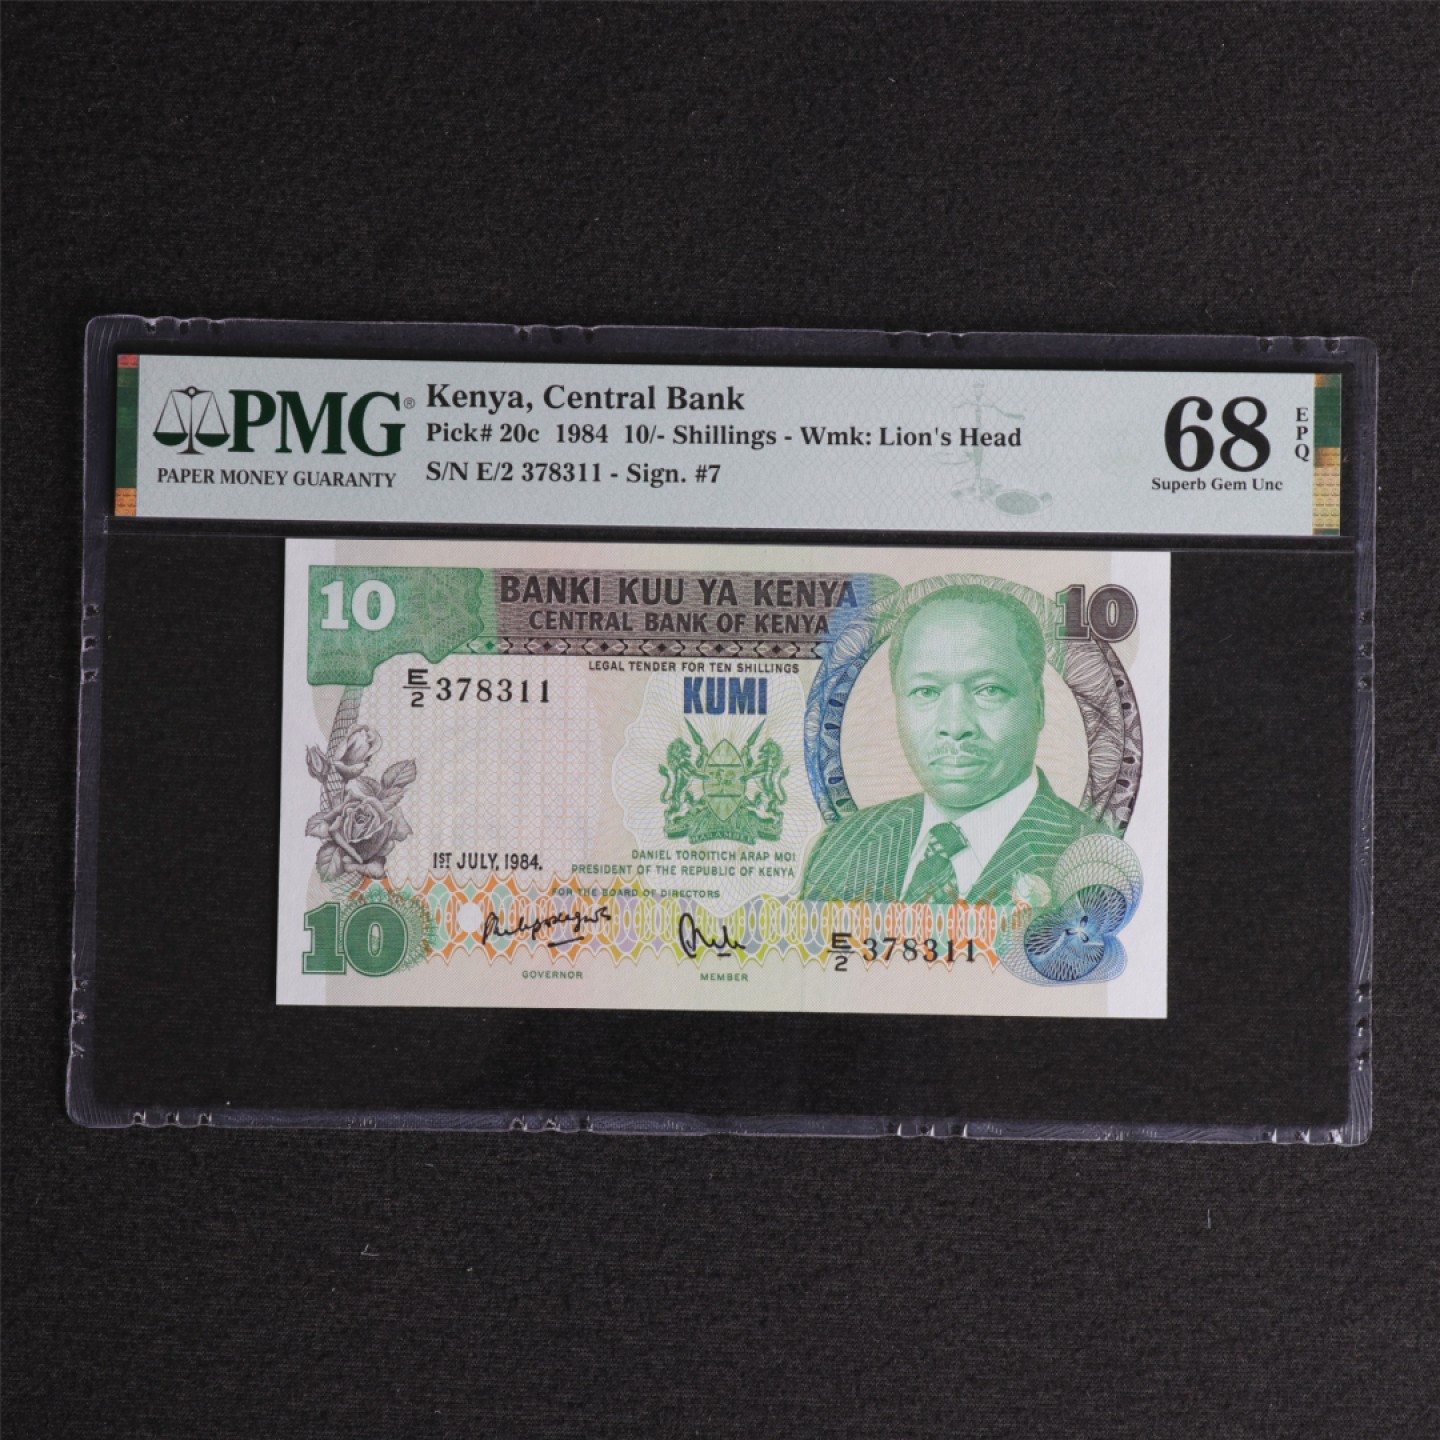 PMG®
PAPER MONEY GUARANTY
Kenya, Central Bank
Pick# 20c 1984 10/- Shillings - Wmk: Lion's Head
S/N E/2 378311 - Sign. #7
68
EPQ
Superb Gem Unc
10
BANKI KUU YA KENYA
CENTRAL BANK OF KENYA
10
LEGAL TENDER FOR TEN SHILLINGS
E/2 378311
KUMI
HARAMBEE
1ST JULY, 1984.
DANIEL TOROITICH ARAP MOI
PRESIDENT OF THE REPUBLIC OF KENYA
FOR THE BOARD OF DIRECTORS
10
E/2 378311
GOVERNOR
MEMBER